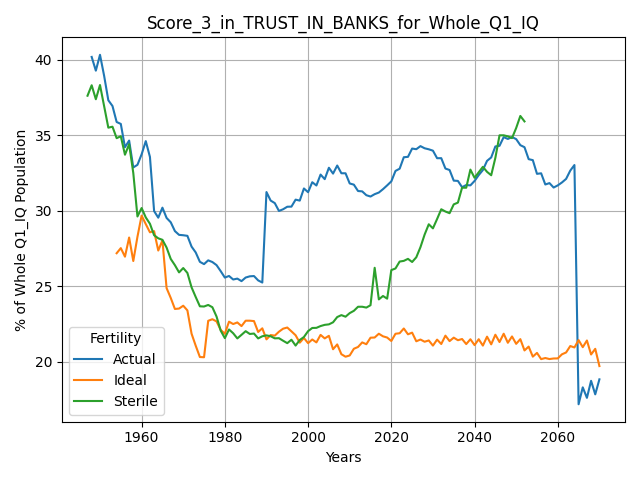 Score_3_in_TRUST_IN_BANKS_for_Whole_Q1_IQ
% of Whole Q1_IQ Population
40
35
30
25
20
Fertility
Actual
Ideal
Sterile
1960 1980 2000 2020 2040 2060
Years